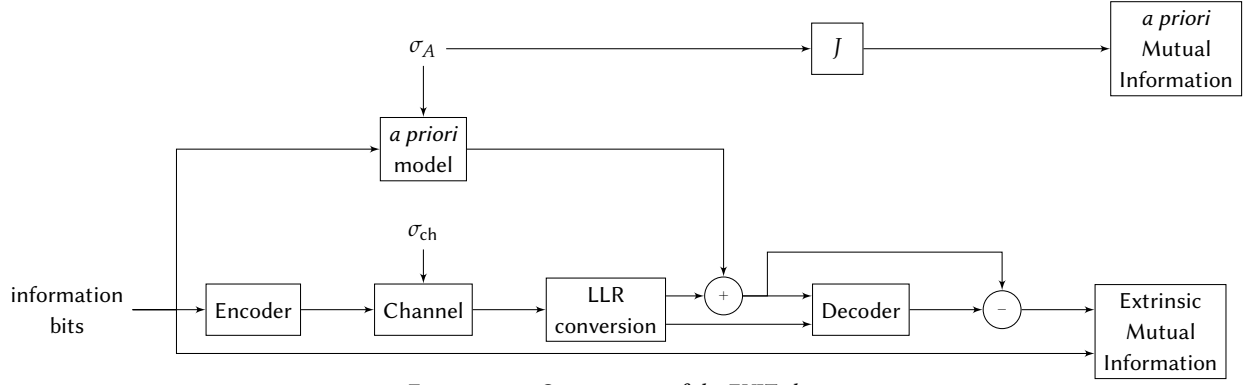 σ_A
J
a priori
Mutual
Information
a priori
model
σ_ch
information
bits
Encoder
Channel
LLR
conversion
+
Decoder
−
Extrinsic
Mutual
Information